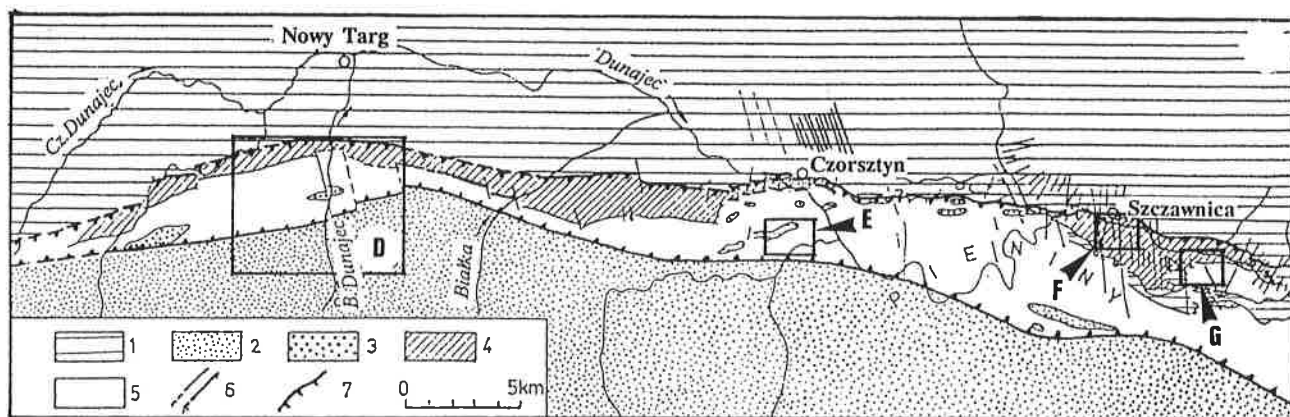 Nowy Targ
Cz. Dunajec
Dunajec
Czorsztyn
Szczawnica
E
D
B. Dunajec
Białka
I E N I N Y
F
G
1 2 3 4
5 6 7 0 5km